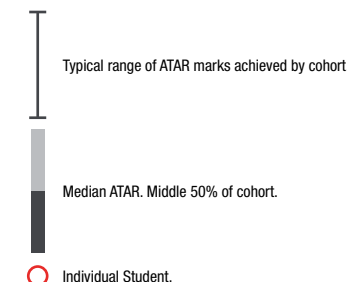 Typical range of ATAR marks achieved by cohort
Median ATAR. Middle 50% of cohort.
Individual Student.